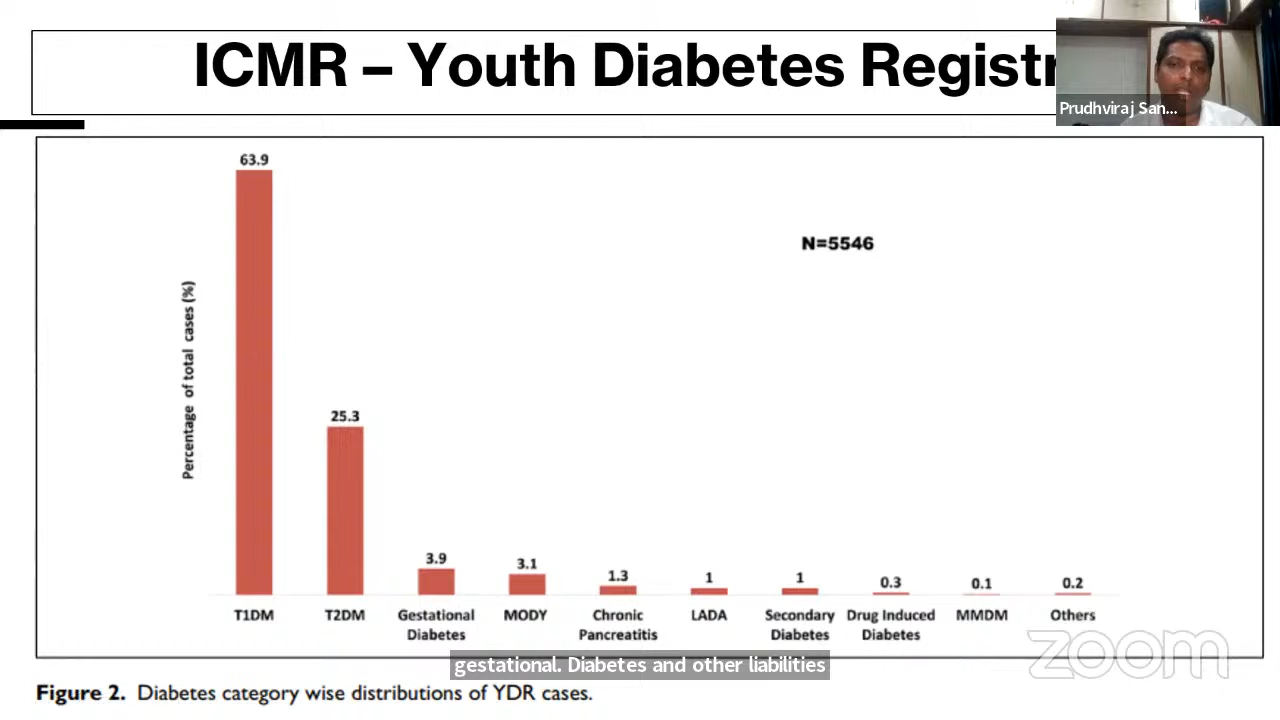 ICMR – Youth Diabetes Registr
Prudhviraj San...
63.9
N=5546
Percentage of total cases (%)
25.3
3.9
3.1
1.3
1
1
0.3
0.1
0.2
T1DM T2DM Gestational Diabetes MODY Chronic Pancreatitis LADA Secondary Diabetes Drug Induced Diabetes MMDM Others
zoom
gestational. Diabetes and other liabilities
Figure 2. Diabetes category wise distributions of YDR cases.